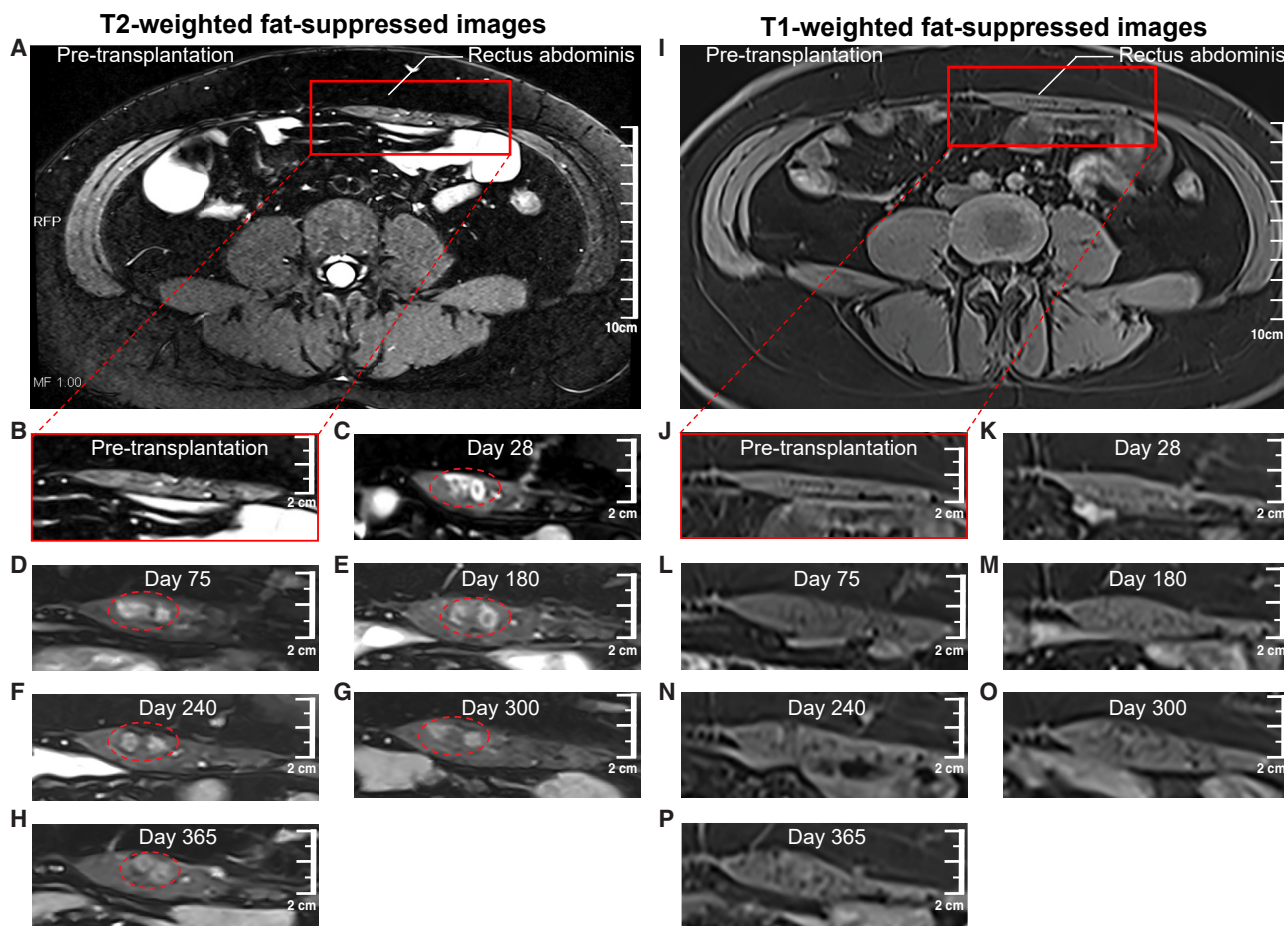 T2-weighted fat-suppressed images
A
Pre-transplantation
Rectus abdominis
RFP
10cm
MF 1.00
B
Pre-transplantation
2 cm
C
Day 28
2 cm
D
Day 75
2 cm
E
Day 180
2 cm
F
Day 240
2 cm
G
Day 300
2 cm
H
Day 365
2 cm
T1-weighted fat-suppressed images
I
Pre-transplantation
Rectus abdominis
10cm
J
Pre-transplantation
2 cm
K
Day 28
2 cm
L
Day 75
2 cm
M
Day 180
2 cm
N
Day 240
2 cm
O
Day 300
2 cm
P
Day 365
2 cm